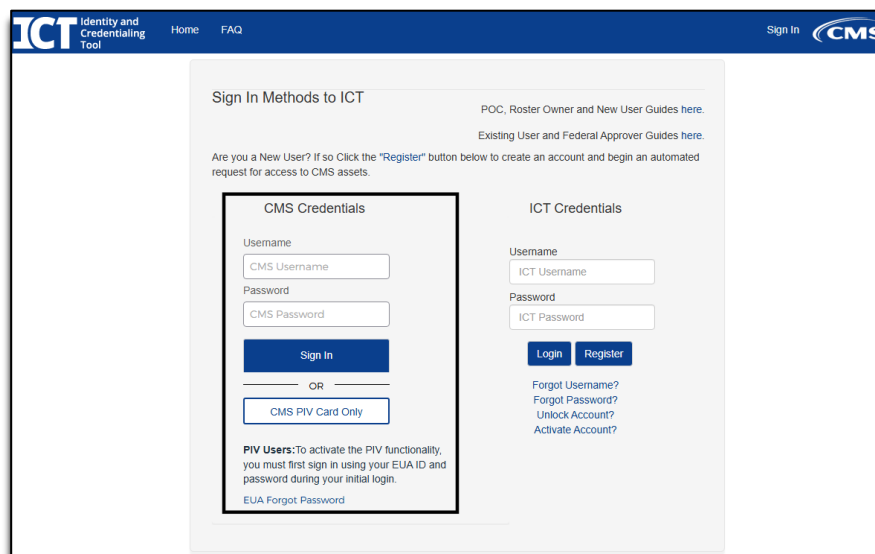 ICT Identity and
Credentialing
Tool
Home
FAQ
Sign In
CMS
Sign In Methods to ICT
POC, Roster Owner and New User Guides here.
Existing User and Federal Approver Guides here.
Are you a New User? If so Click the "Register" button below to create an account and begin an automated
request for access to CMS assets.
CMS Credentials
Username
CMS Username
Password
CMS Password
Sign In
OR
CMS PIV Card Only
PIV Users:To activate the PIV functionality,
you must first sign in using your EUA ID and
password during your initial login.
EUA Forgot Password
ICT Credentials
Username
ICT Username
Password
ICT Password
Login
Register
Forgot Username?
Forgot Password?
Unlock Account?
Activate Account?